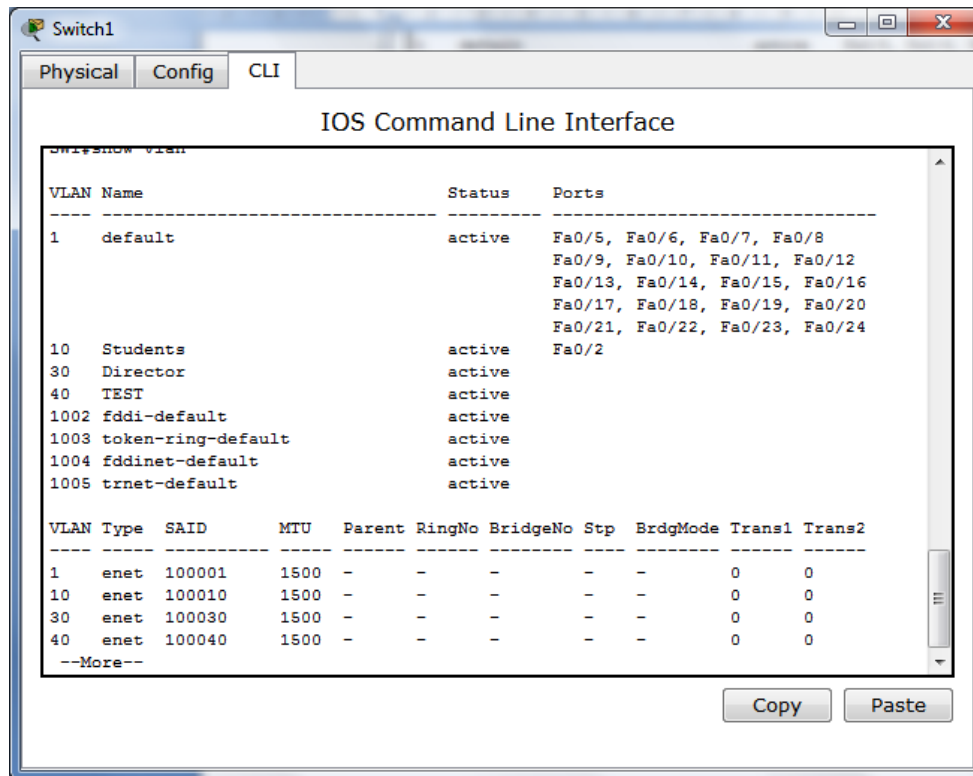 Switch1
Physical Config CLI
IOS Command Line Interface
SW1#show vlan
VLAN Name Status Ports
---- -------------------------------- --------- -------------------------------
1 default active Fa0/5, Fa0/6, Fa0/7, Fa0/8
Fa0/9, Fa0/10, Fa0/11, Fa0/12
Fa0/13, Fa0/14, Fa0/15, Fa0/16
Fa0/17, Fa0/18, Fa0/19, Fa0/20
Fa0/21, Fa0/22, Fa0/23, Fa0/24
10 Students active Fa0/2
30 Director active
40 TEST active
1002 fddi-default active
1003 token-ring-default active
1004 fddinet-default active
1005 trnet-default active
VLAN Type SAID MTU Parent RingNo BridgeNo Stp BrdgMode Trans1 Trans2
---- ----- ---------- ----- ------ ------ -------- ---- -------- ------ ------
1 enet 100001 1500 - - - - - 0 0
10 enet 100010 1500 - - - - - 0 0
30 enet 100030 1500 - - - - - 0 0
40 enet 100040 1500 - - - - - 0 0
--More--
Copy Paste